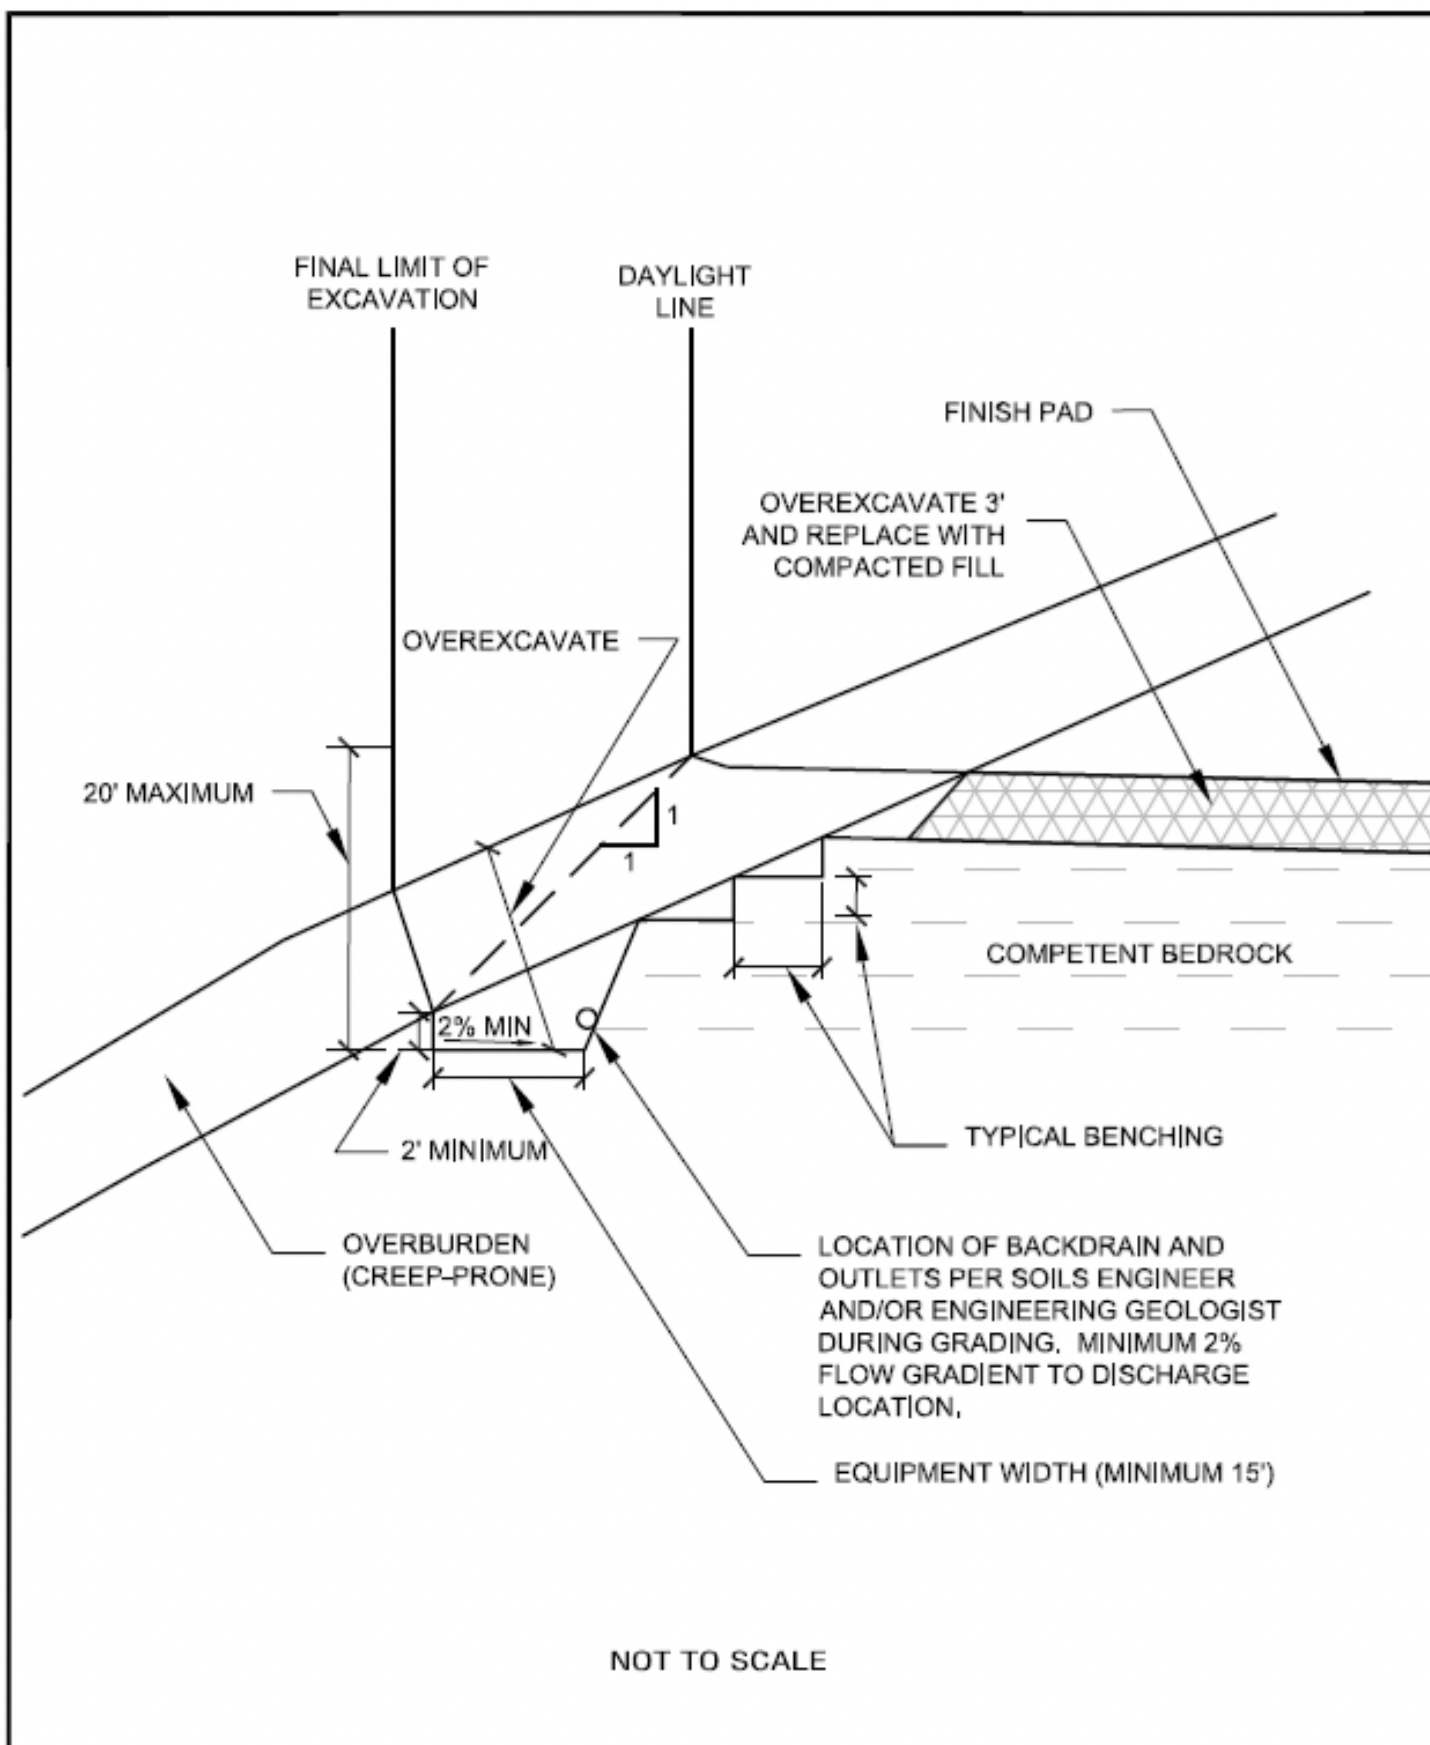 FINAL LIMIT OF
EXCAVATION
DAYLIGHT
LINE
FINISH PAD
OVEREXCAVATE 3'
AND REPLACE WITH
COMPACTED FILL
OVEREXCAVATE
20' MAXIMUM
1
1
COMPETENT BEDROCK
2% MIN
2' MINIMUM
TYPICAL BENCHING
OVERBURDEN
(CREEP-PRONE)
LOCATION OF BACKDRAIN AND
OUTLETS PER SOILS ENGINEER
AND/OR ENGINEERING GEOLOGIST
DURING GRADING. MINIMUM 2%
FLOW GRADIENT TO DISCHARGE
LOCATION.
EQUIPMENT WIDTH (MINIMUM 15')
NOT TO SCALE